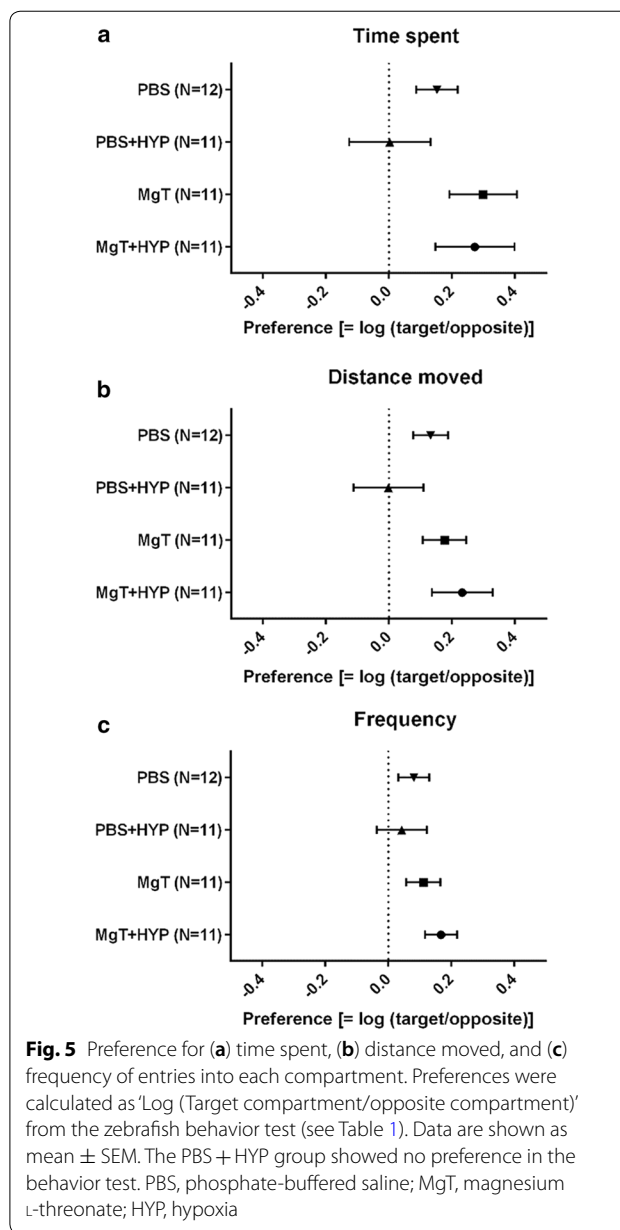 a
Time spent
PBS (N=12)
PBS+HYP (N=11)
MgT (N=11)
MgT+HYP (N=11)
-0.4 -0.2 0.0 0.2 0.4
Preference [= log (target/opposite)]
b
Distance moved
PBS (N=12)
PBS+HYP (N=11)
MgT (N=11)
MgT+HYP (N=11)
-0.4 -0.2 0.0 0.2 0.4
Preference [= log (target/opposite)]
c
Frequency
PBS (N=12)
PBS+HYP (N=11)
MgT (N=11)
MgT+HYP (N=11)
-0.4 -0.2 0.0 0.2 0.4
Preference [= log (target/opposite)]
Fig. 5 Preference for (a) time spent, (b) distance moved, and (c)
frequency of entries into each compartment. Preferences were
calculated as ‘Log (Target compartment/opposite compartment)’
from the zebrafish behavior test (see Table 1). Data are shown as
mean ± SEM. The PBS + HYP group showed no preference in the
behavior test. PBS, phosphate-buffered saline; MgT, magnesium
L-threonate; HYP, hypoxia